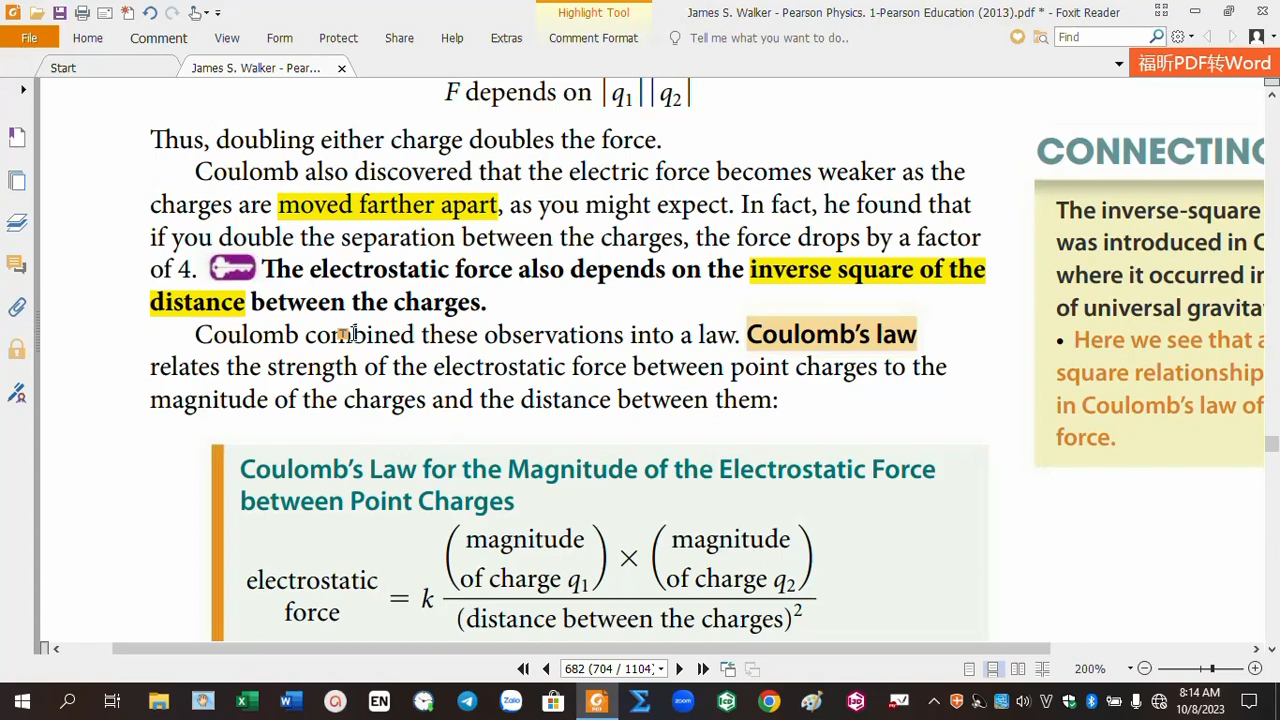 Highlight Tool
James S. Walker - Pearson Physics. 1-Pearson Education (2013).pdf * - Foxit Reader
File Home Comment View Form Protect Share Help Extras Comment Format Tell me what you want to do.. Find
福昕PDF转Word
Start James S. Walker - Pear...
F depends on |q1||q2|
Thus, doubling either charge doubles the force.
Coulomb also discovered that the electric force becomes weaker as the
charges are moved farther apart, as you might expect. In fact, he found that
if you double the separation between the charges, the force drops by a factor
of 4. The electrostatic force also depends on the inverse square of the
distance between the charges.
Coulomb combined these observations into a law. Coulomb's law
relates the strength of the electrostatic force between point charges to the
magnitude of the charges and the distance between them:
Coulomb's Law for the Magnitude of the Electrostatic Force
between Point Charges
electrostatic
force
= k
(magnitude
of charge q1) × (magnitude
of charge q2)
(distance between the charges)2
CONNECTING
The inverse-square
was introduced in C
where it occurred in
of universal gravita
• Here we see that a
square relationship
in Coulomb's law of
force.
682 (704 / 1104)
200%
EN
Zalo
zoom
8:14 AM
10/8/2023